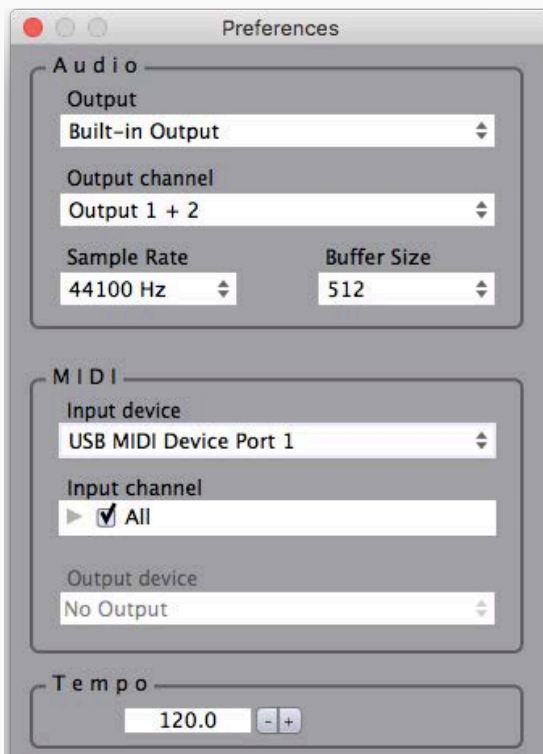 Preferences
Audio
Output
Built-in Output
Output channel
Output 1 + 2
Sample Rate Buffer Size
44100 Hz 512
MIDI
Input device
USB MIDI Device Port 1
Input channel
All
Output device
No Output
Tempo
120.0 - +